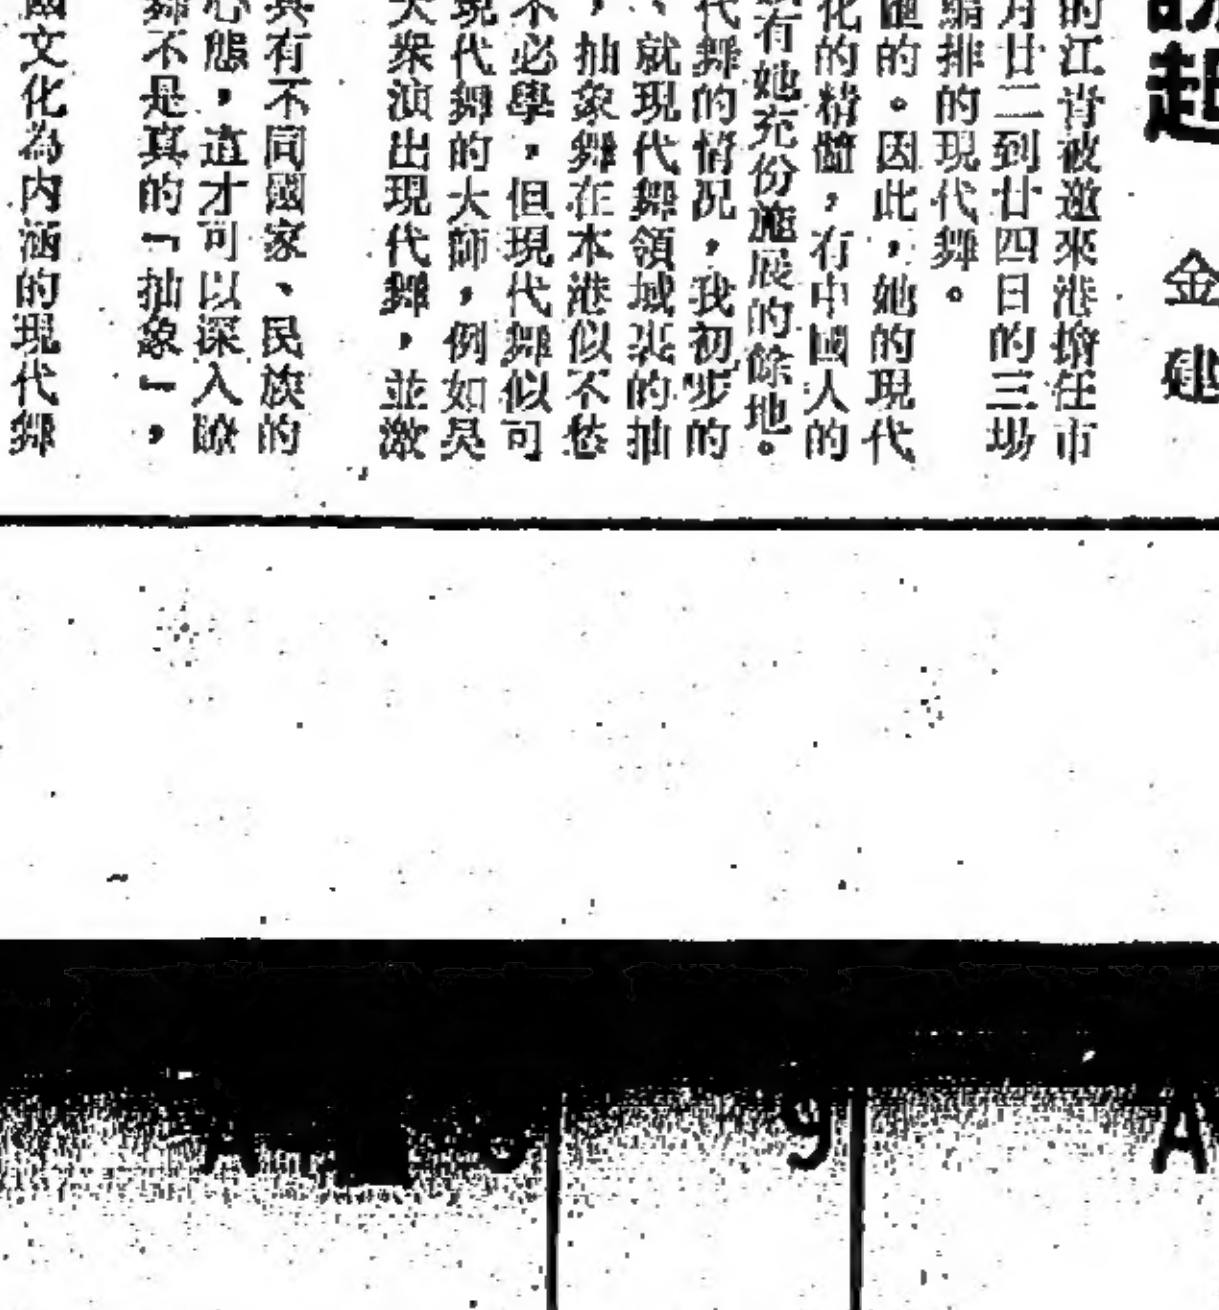 起
金建
的江青被邀來港擔任市
月廿二到廿四日的三場
編排的現代舞。
匯的。因此,她的現代
化的精髓,有中國人的
有她充份施展的餘地。
代舞的情況,我初步的
、就現代舞領域裏的抽
,抽象舞在本港似不愁
不必學,但現代舞似可
現代舞的大師,例如吳
大衆演出現代舞,並激
具有不同國家、民族的
心態,這才可以深入瞭
舞不是真的「抽象」,
國文化為內涵的現代舞
A
9
A